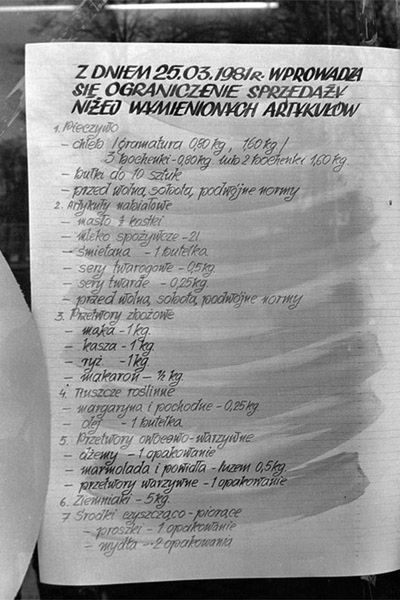 Z DNIEM 25.03.1981r. WPROWADZA
SIĘ OGRANICZENIE SPRZEDAŻY
NIŻEJ WYMIENIONYCH ARTYKUŁÓW
1. Pieczywo
- chleb /gramatura 0,80 kg, 1,60 kg/
3 bochenki - 0,80 kg. lub 2 bochenki 1,60 kg.
- bułki do 10 sztuk
- przed wolną sobotą, podwójne normy
2. Artykuły nabiałowe
- masło ½ kostki
- mleko spożywcze - 2l
- śmietana - 1 butelka
- sery twarogowe - 0,5 kg.
- sery twarde - 0,25 kg.
- przed wolną sobotą, podwójne normy
3. Przetwory zbożowe
- mąka - 1 kg.
- kasza - 1 kg
- ryż - 1 kg
- makaron - ½ kg.
4. Tłuszcze roślinne
- margaryna i pochodne - 0,25 kg.
- olej - 1 butelka
5. Przetwory owocowo-warzywne
- dżemy - 1 opakowanie
- marmolada i powidła - luzem 0,5 kg.
- przetwory warzywne - 1 opakowanie
6. Ziemniaki - 5 kg.
7 Środki czyszcząco-piorące
- proszki - 1 opakowanie
- mydła - 2 opakowania